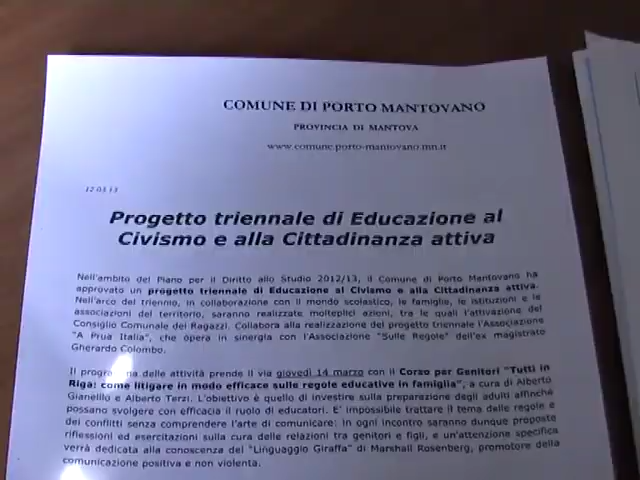 COMUNE DI PORTO MANTOVANO
PROVINCIA DI MANTOVA
www.comune.porto-mantovano.mn.it
12.03.13
Progetto triennale di Educazione al
Civismo e alla Cittadinanza attiva
Nell'ambito del Piano per il Diritto allo Studio 2012/13, il Comune di Porto Mantovano ha
approvato un progetto triennale di Educazione al Civismo e alla Cittadinanza attiva.
Nell'arco del triennio, in collaborazione con il mondo scolastico, le famiglie, le istituzioni e le
associazioni del territorio, saranno realizzate molteplici azioni, tra le quali l'attivazione del
Consiglio Comunale dei Ragazzi. Collabora alla realizzazione del progetto triennale l'Associazione
"A Prua Italia", che opera in sinergia con l'Associazione "Sulle Regole" dell'ex magistrato
Gherardo Colombo.
Il programma delle attività prende il via giovedì 14 marzo con il Corso per Genitori "Tutti in
Riga: come litigare in modo efficace sulle regole educative in famiglia", a cura di Alberto
Gianello e Alberto Terzi. L'obiettivo è quello di investire sulla preparazione degli adulti affinché
possano svolgere con efficacia il ruolo di educatori. E' impossibile trattare il tema delle regole e
dei conflitti senza comprendere l'arte di comunicare: in ogni incontro saranno dunque proposte
riflessioni ed esercitazioni sulla cura delle relazioni tra genitori e figli, e un'attenzione specifica
verrà dedicata alla conoscenza del "Linguaggio Giraffa" di Marshall Rosenberg, promotore della
comunicazione positiva e non violenta.